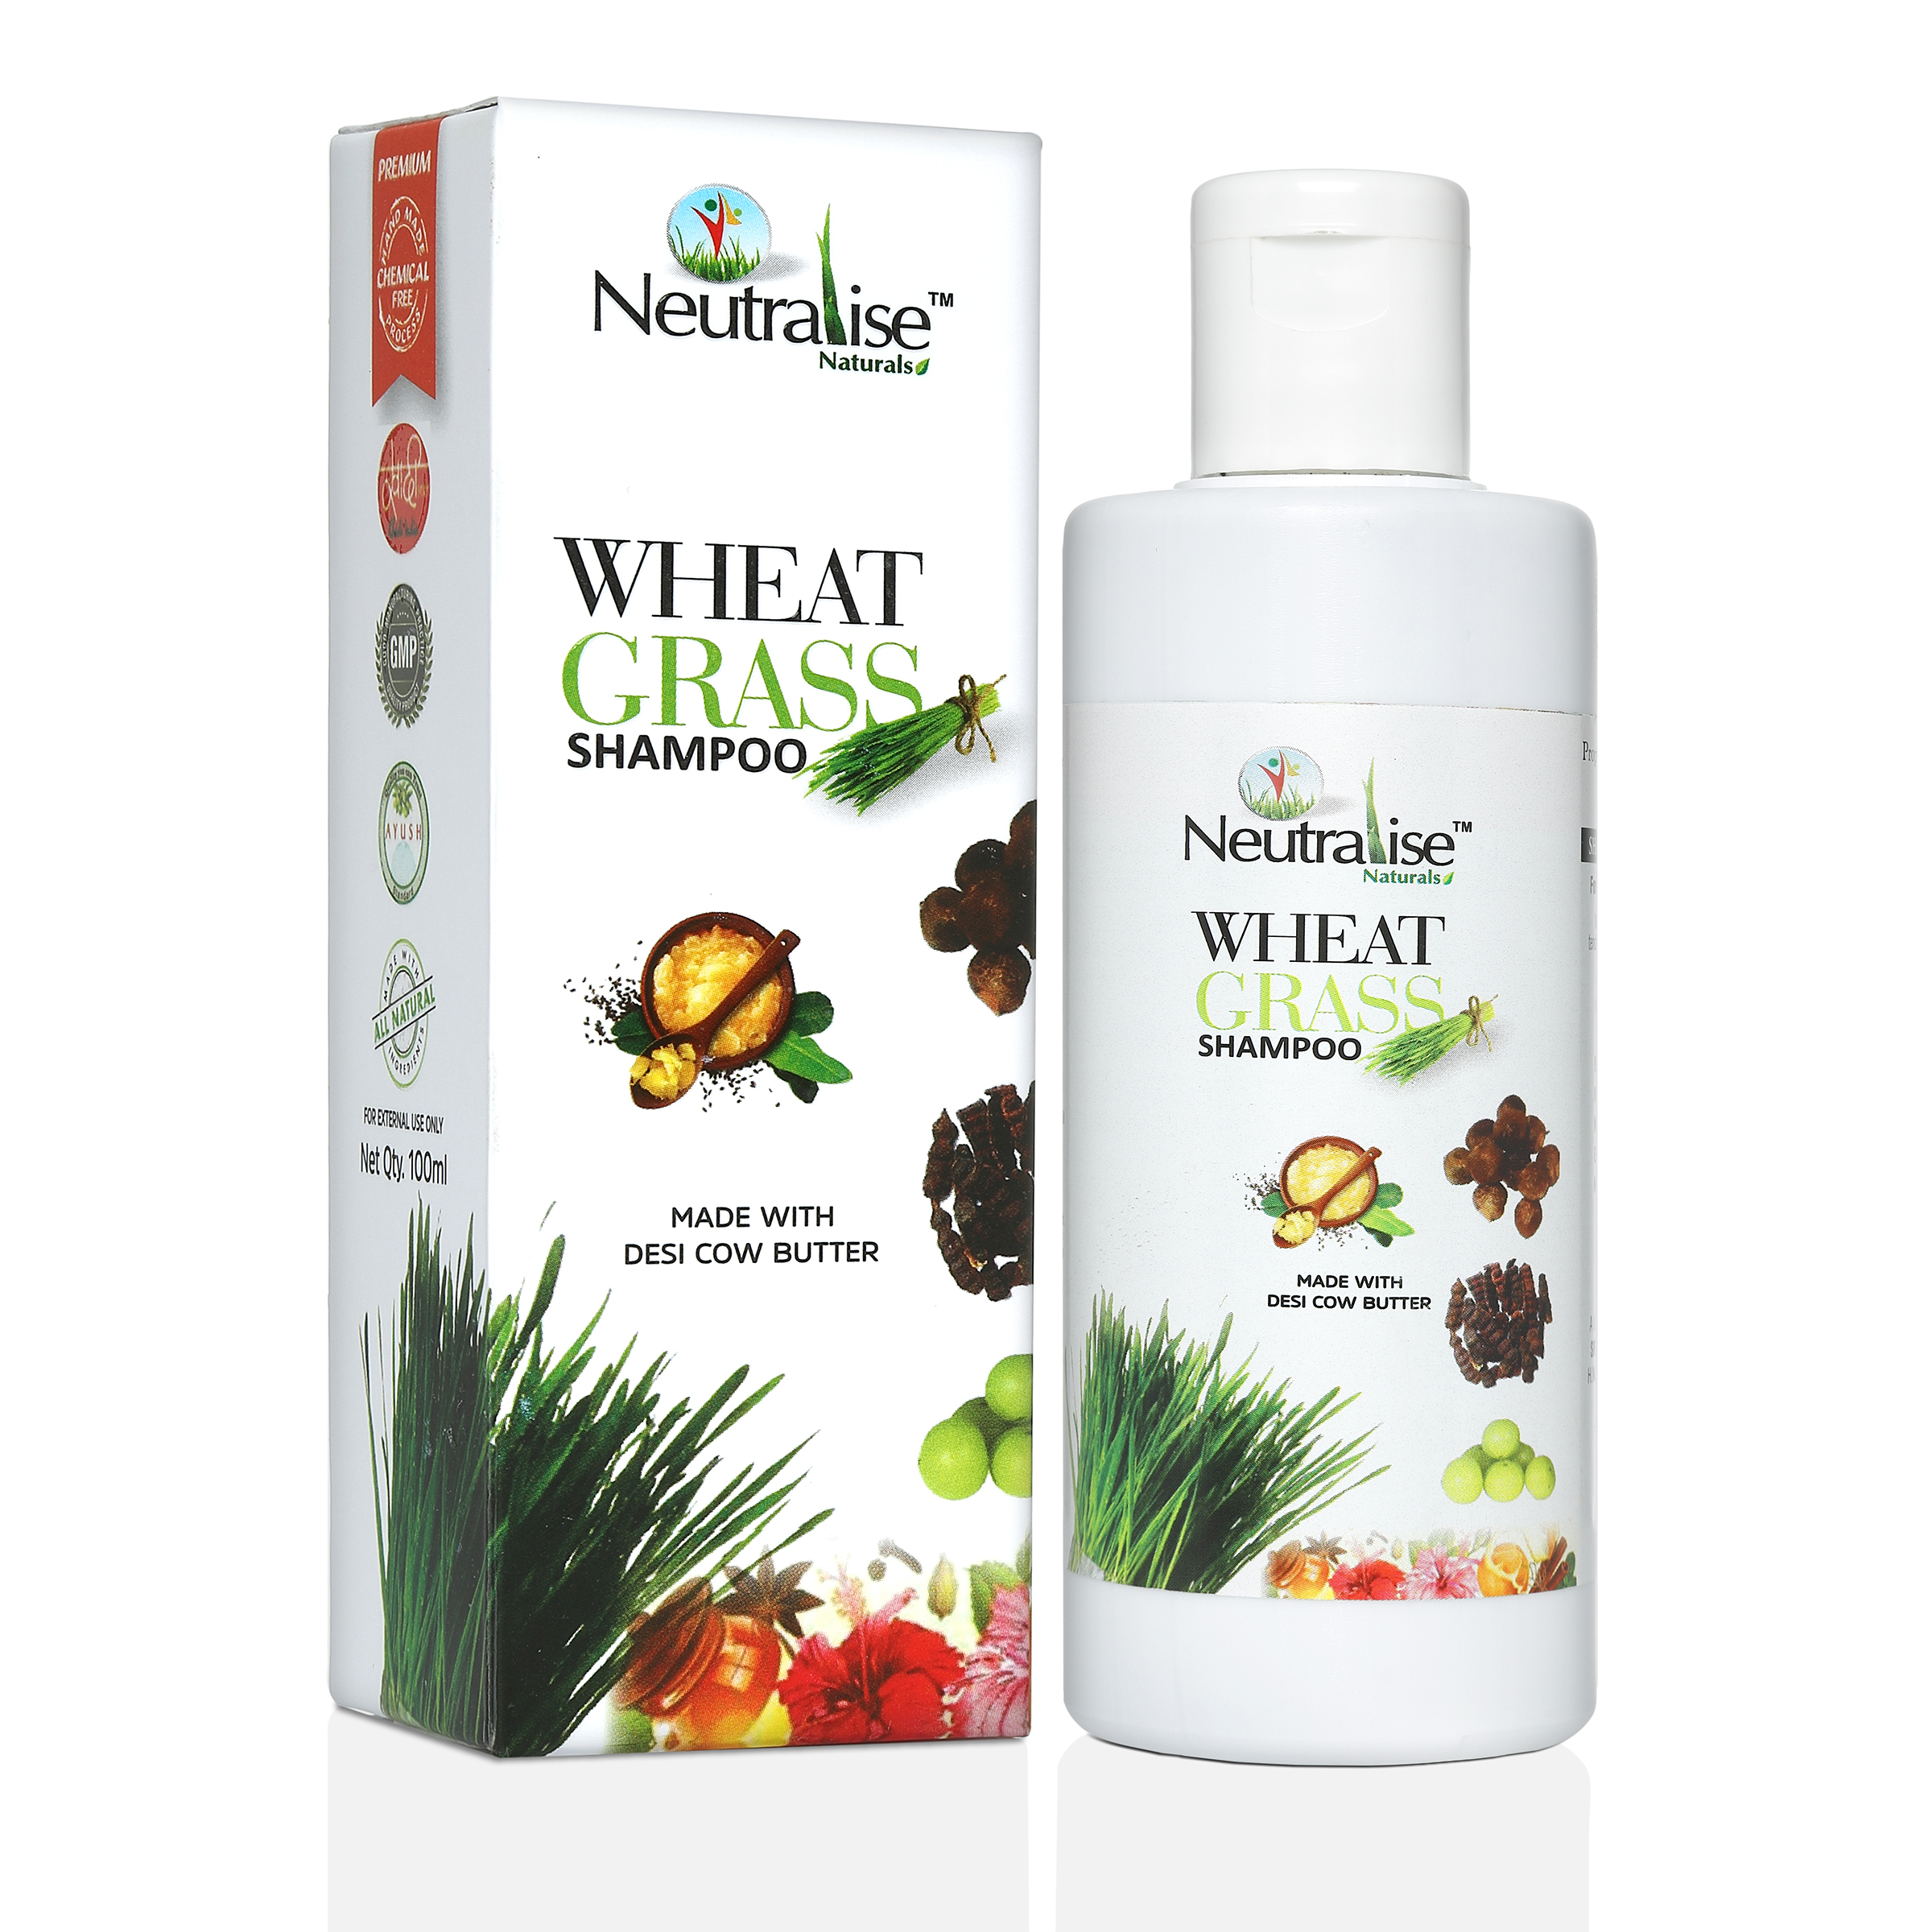 PREMIUM
HAND MADE
CHEMICAL
FREE
PROCESS
GMP
AYUSH
Standard
MADE WITH
ALL NATURAL
INGREDIENTS
FOR EXTERNAL USE ONLY
Net Qty. 100ml
Neutralise™
Naturals
WHEAT
GRASS
SHAMPOO
MADE WITH
DESI COW BUTTER
Neutralise™
Naturals
WHEAT
GRASS
SHAMPOO
MADE WITH
DESI COW BUTTER